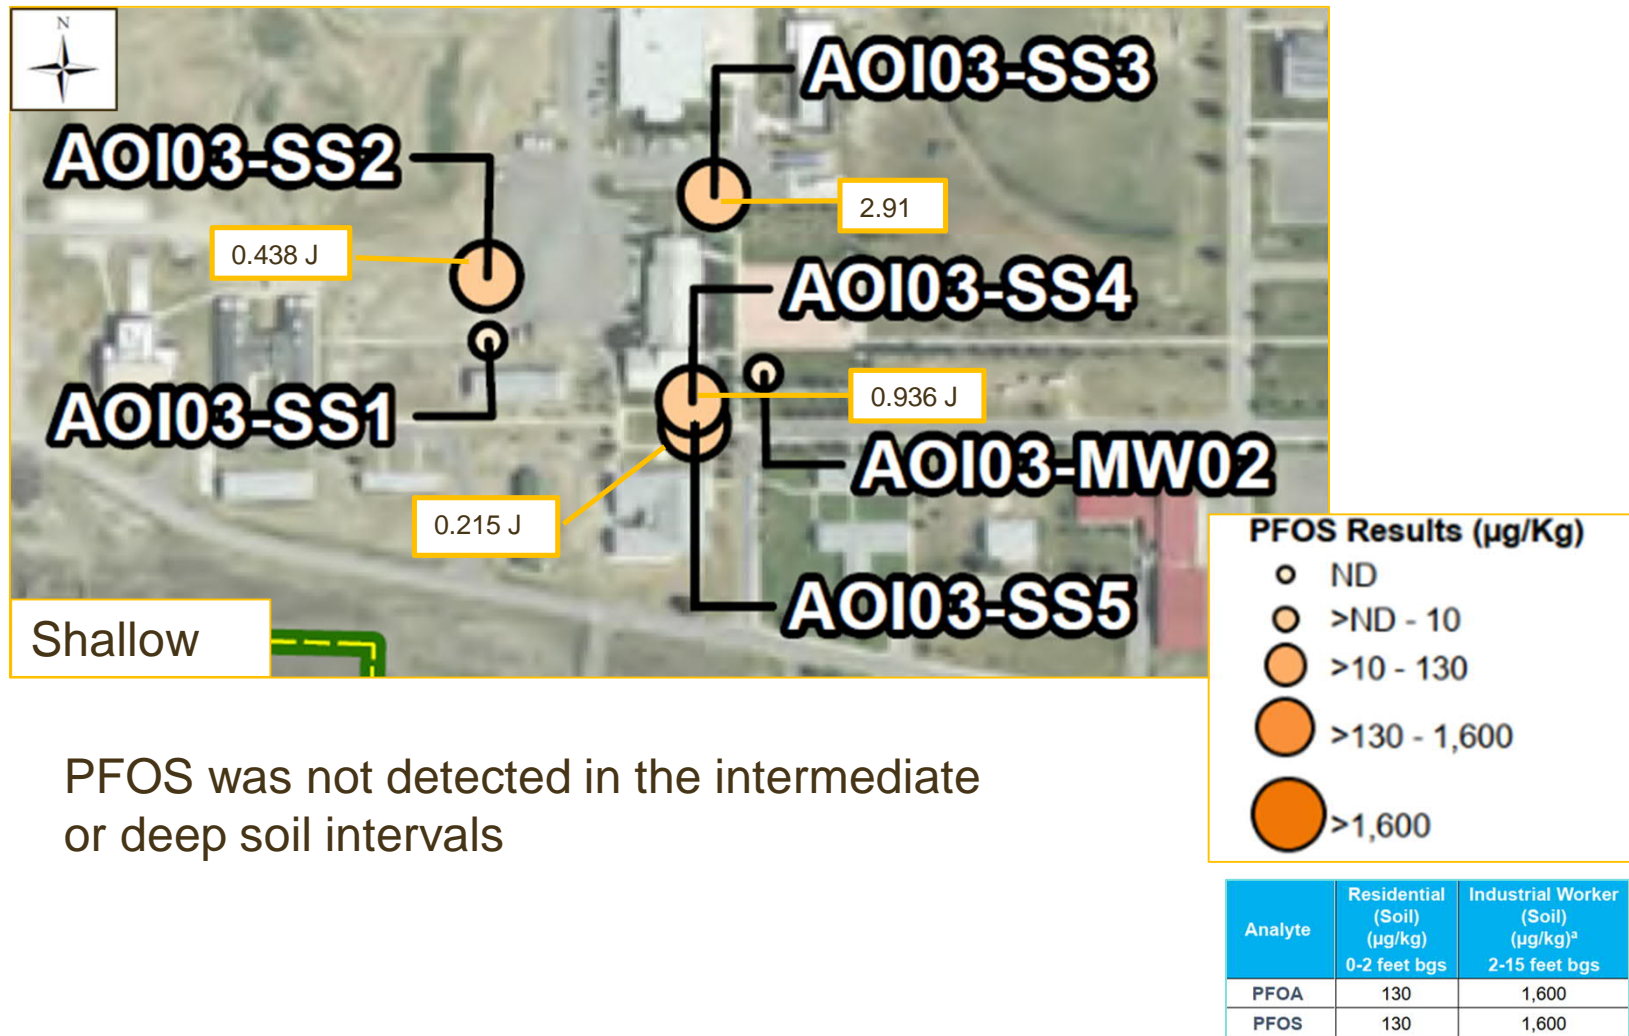 N
AOI03-SS3
AOI03-SS2
2.91
0.438 J
AOI03-SS4
AOI03-SS1
0.936 J
AOI03-MW02
0.215 J
AOI03-SS5
Shallow
PFOS Results (µg/Kg)
ND
>ND - 10
>10 - 130
>130 - 1,600
>1,600
PFOS was not detected in the intermediate
or deep soil intervals
Analyte
Residential
(Soil)
(µg/kg)
0-2 feet bgs
Industrial Worker
(Soil)
(µg/kg)ª
2-15 feet bgs
PFOA 130 1,600
PFOS 130 1,600